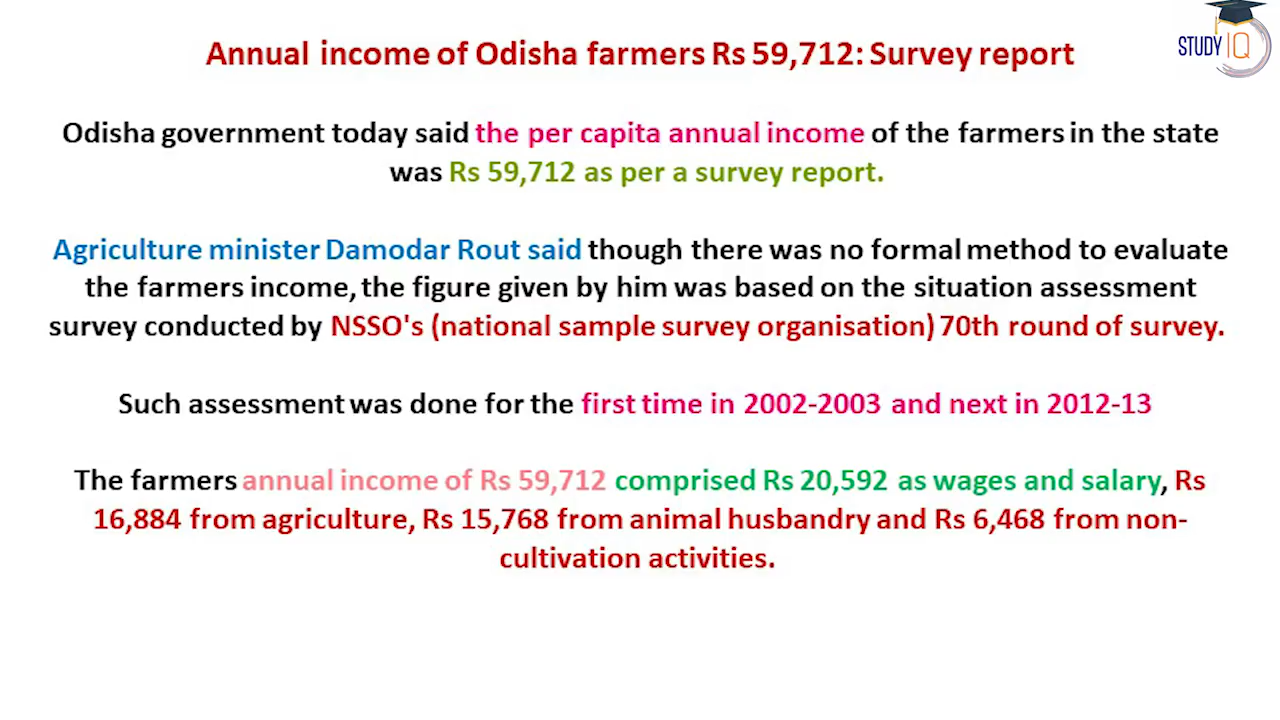 STUDY IQ
Annual income of Odisha farmers Rs 59,712: Survey report
Odisha government today said the per capita annual income of the farmers in the state
was Rs 59,712 as per a survey report.
Agriculture minister Damodar Rout said though there was no formal method to evaluate
the farmers income, the figure given by him was based on the situation assessment
survey conducted by NSSO's (national sample survey organisation) 70th round of survey.
Such assessment was done for the first time in 2002-2003 and next in 2012-13
The farmers annual income of Rs 59,712 comprised Rs 20,592 as wages and salary, Rs
16,884 from agriculture, Rs 15,768 from animal husbandry and Rs 6,468 from non-
cultivation activities.